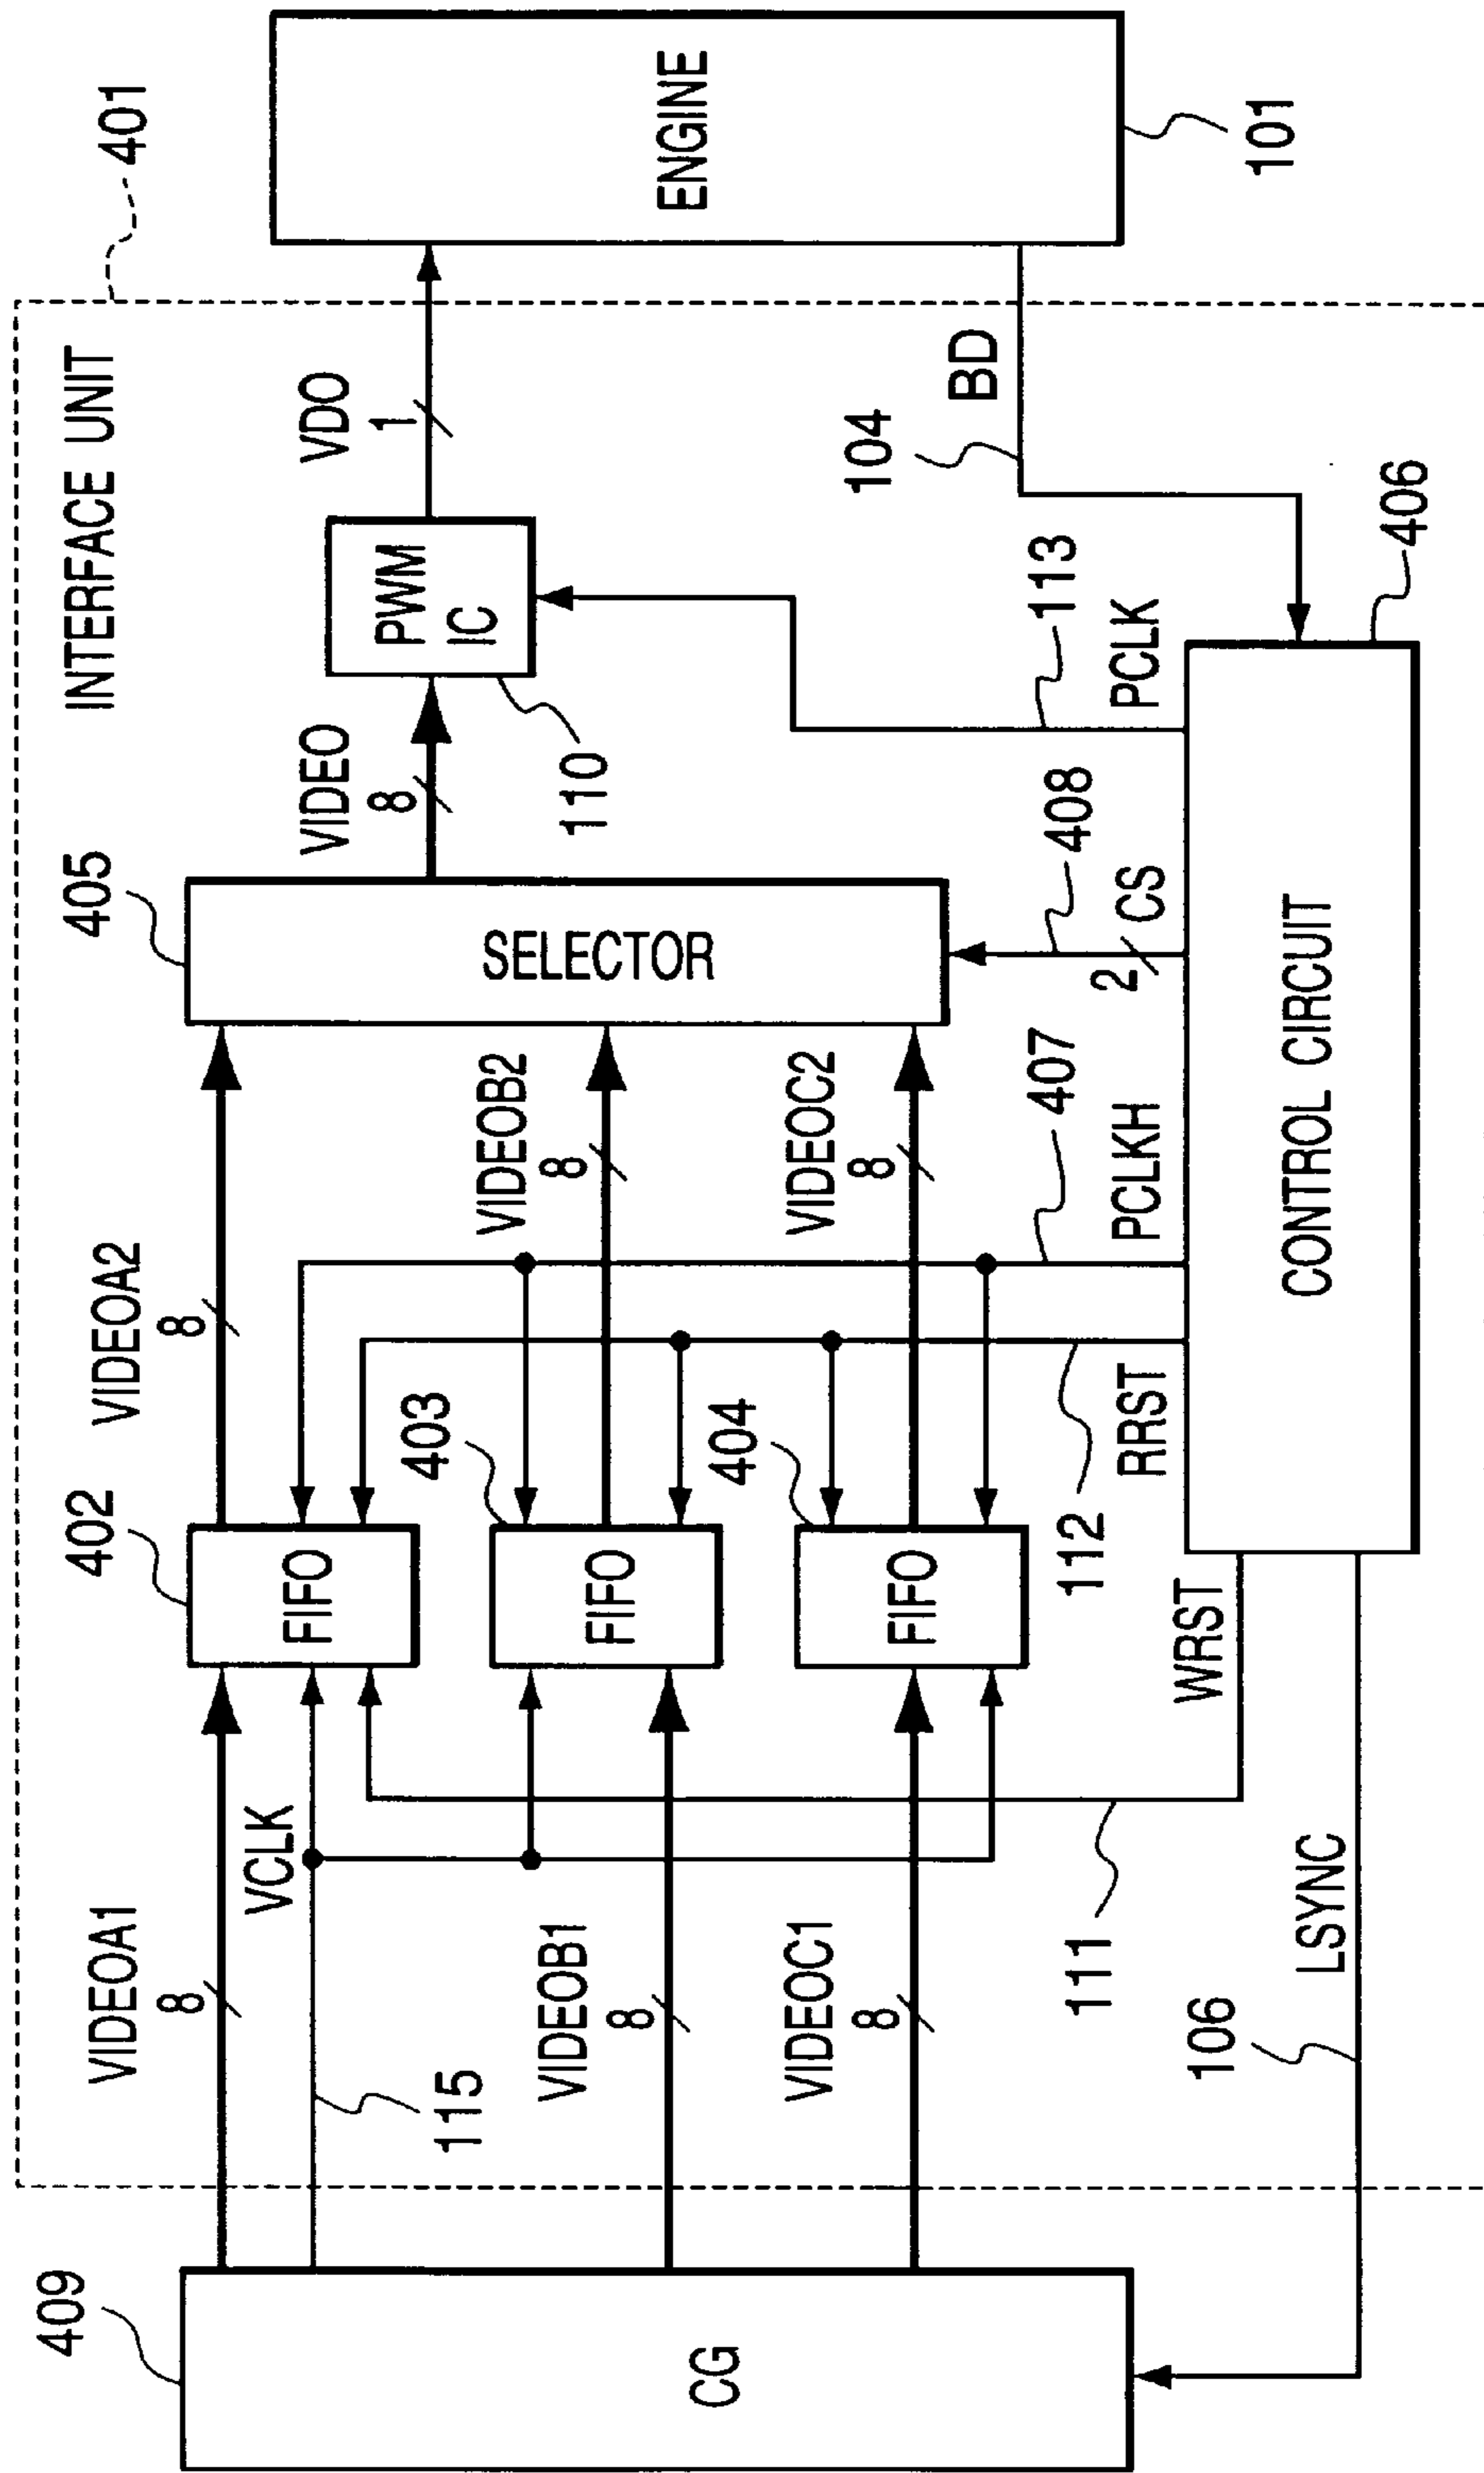 401
INTERFACE UNIT
ENGINE
101
VDO
1
PWM
IC
110
VIDEO
8
405
SELECTOR
BD
104
113
PCLK
406
408
CS
2
407
PCLKH
VIDEOA2
8
VIDEOB2
8
VIDEOC2
8
402
FIFO
403
FIFO
404
FIFO
RRST
112
CONTROL CIRCUIT
WRST
111
VCLK
115
VIDEOA1
8
VIDEOB1
8
VIDEOC1
8
LSYNC
106
409
CG